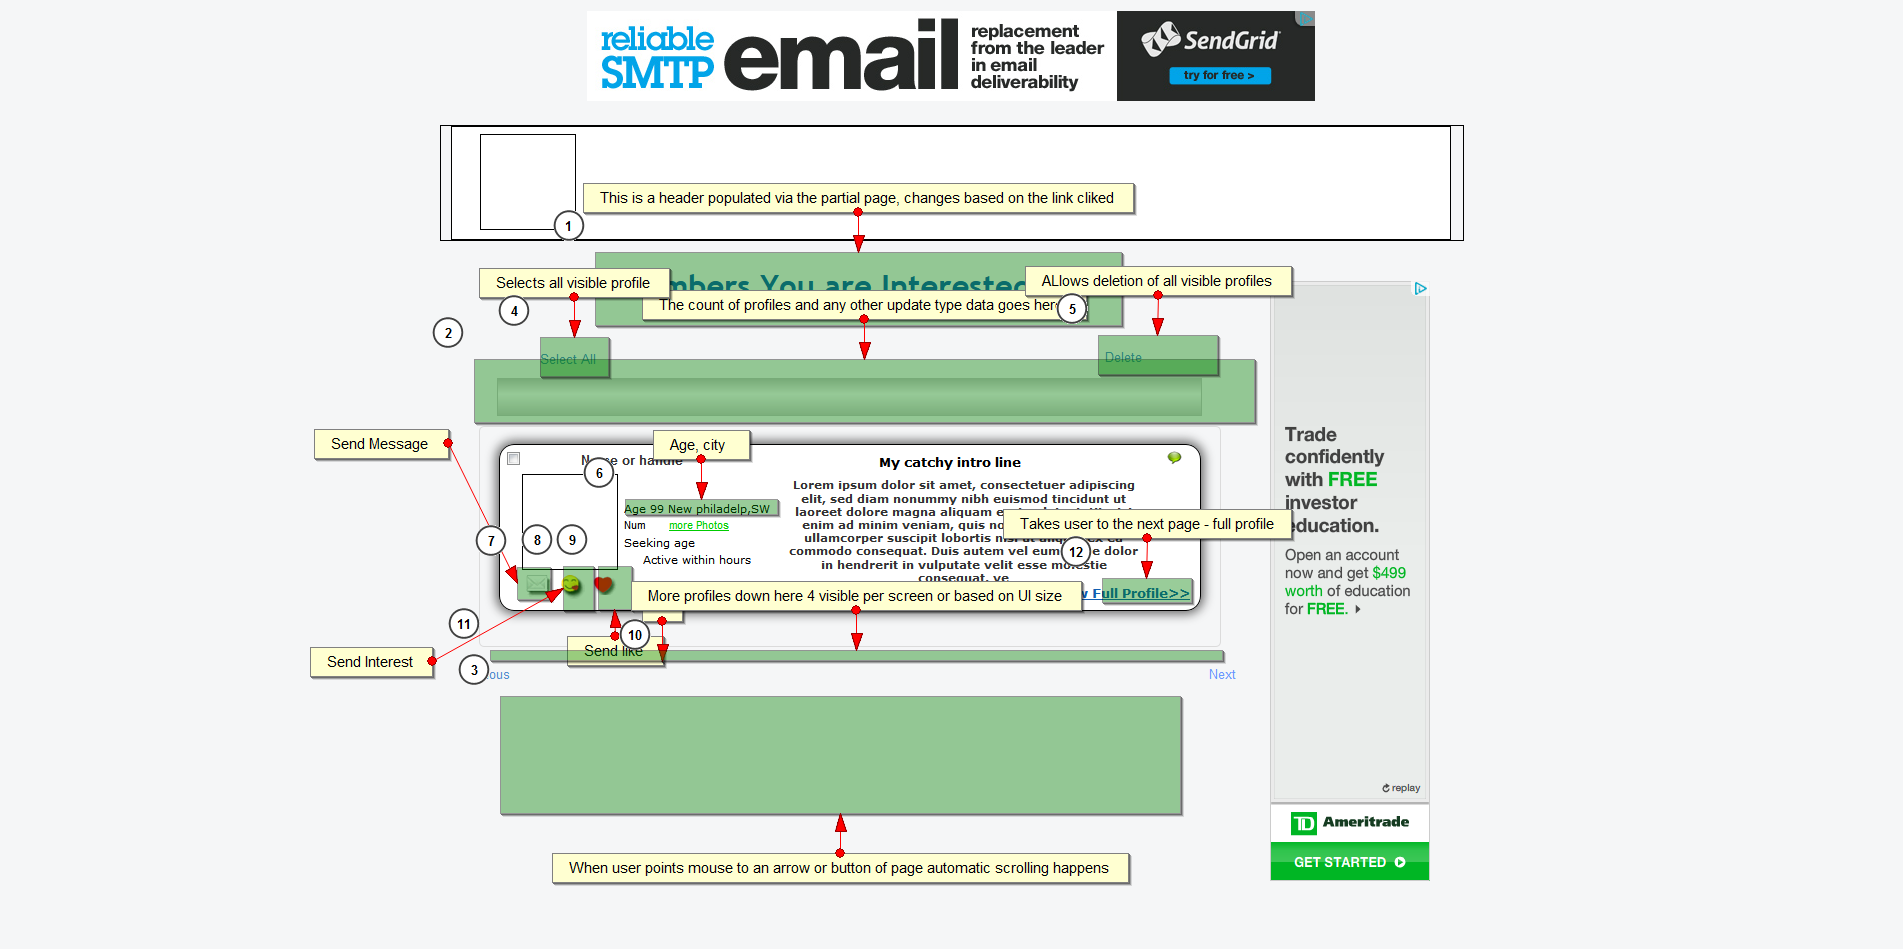 reliable
SMTP
email
replacement
from the leader
in email
deliverability
SendGrid
try for free >
This is a header populated via the partial page, changes based on the link cliked
1
mbers You are Interested
Selects all visible profile
ALlows deletion of all visible profiles
The count of profiles and any other update type data goes her
4
5
2
Select All
Delete
Send Message
Age, city
Name or handle
My catchy intro line
6
Lorem ipsum dolor sit amet, consectetuer adipiscing
elit, sed diam nonummy nibh euismod tincidunt ut
laoreet dolore magna aliquam
enim ad minim veniam, quis
ullamcorper suscipit lobortis nisl ut aliquip ex ea
commodo consequat. Duis autem vel eum dolor
in hendrerit in vulputate velit esse molestie
consequat, ve
Age 99 New philadelp,SW
Num more Photos
Seeking age
Active within hours
Takes user to the next page - full profile
7
8
9
12
More profiles down here 4 visible per screen or based on UI size
Full Profile>>
11
10
Send like
Send Interest
3
ous
Next
When user points mouse to an arrow or button of page automatic scrolling happens
Trade
confidently
with FREE
investor
education.
Open an account
now and get $499
worth of education
for FREE.
replay
TD Ameritrade
GET STARTED